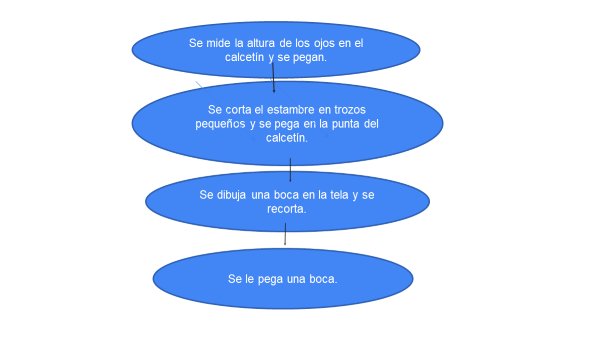 Se mide la altura de los ojos en el
calcetín y se pegan.
Se corta el estambre en trozos
pequeños y se pega en la punta del
calcetín.
Se dibuja una boca en la tela y se
recorta.
Se le pega una boca.